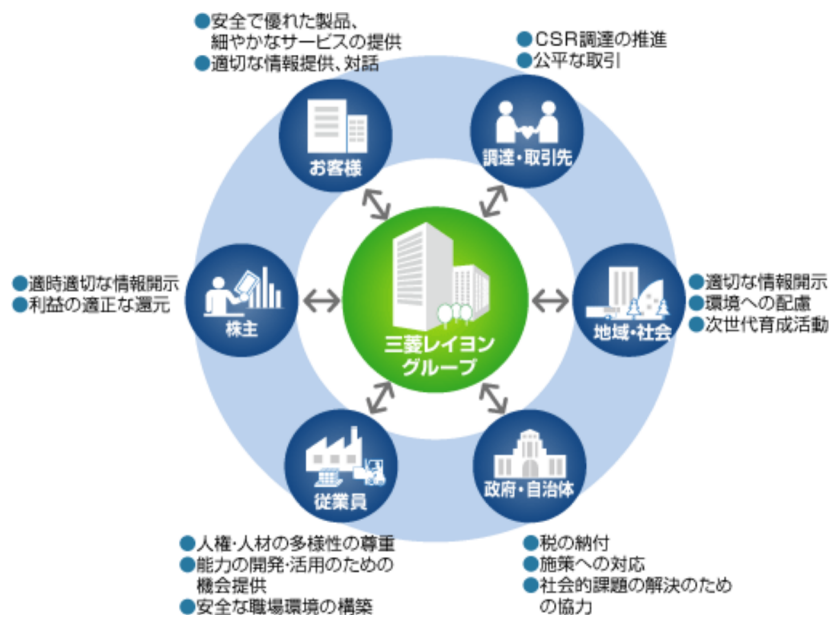 ●安全で優れた製品、
細やかなサービスの提供
●適切な情報提供、対話
お客様
●CSR調達の推進
●公平な取引
調達・取引先
●適時適切な情報開示
●利益の適正な還元
株主
三菱レイヨン
グループ
●適切な情報開示
●環境への配慮
●次世代育成活動
地域・社会
従業員
●人権・人材の多様性の尊重
●能力の開発・活用のための
機会提供
●安全な職場環境の構築
政府・自治体
●税の納付
●施策への対応
●社会的課題の解決のため
の協力